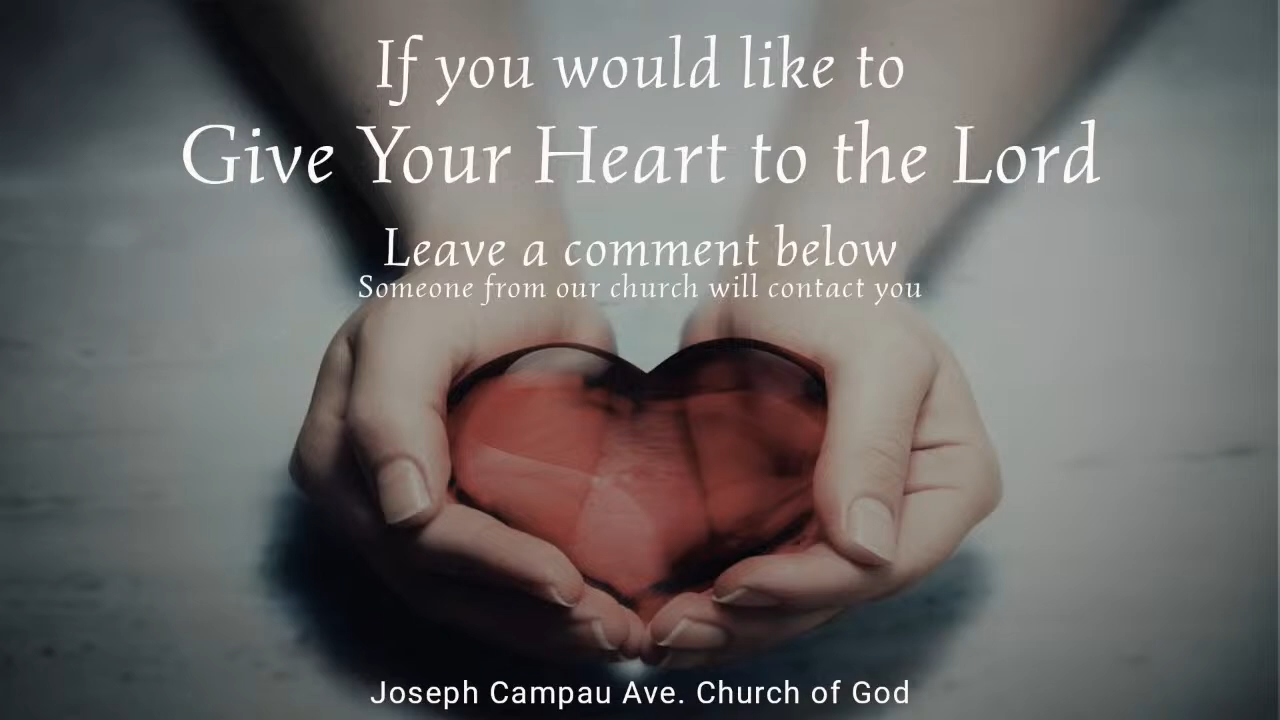 If you would like to
Give Your Heart to the Lord
Leave a comment below
Someone from our church will contact you
Joseph Campau Ave. Church of God